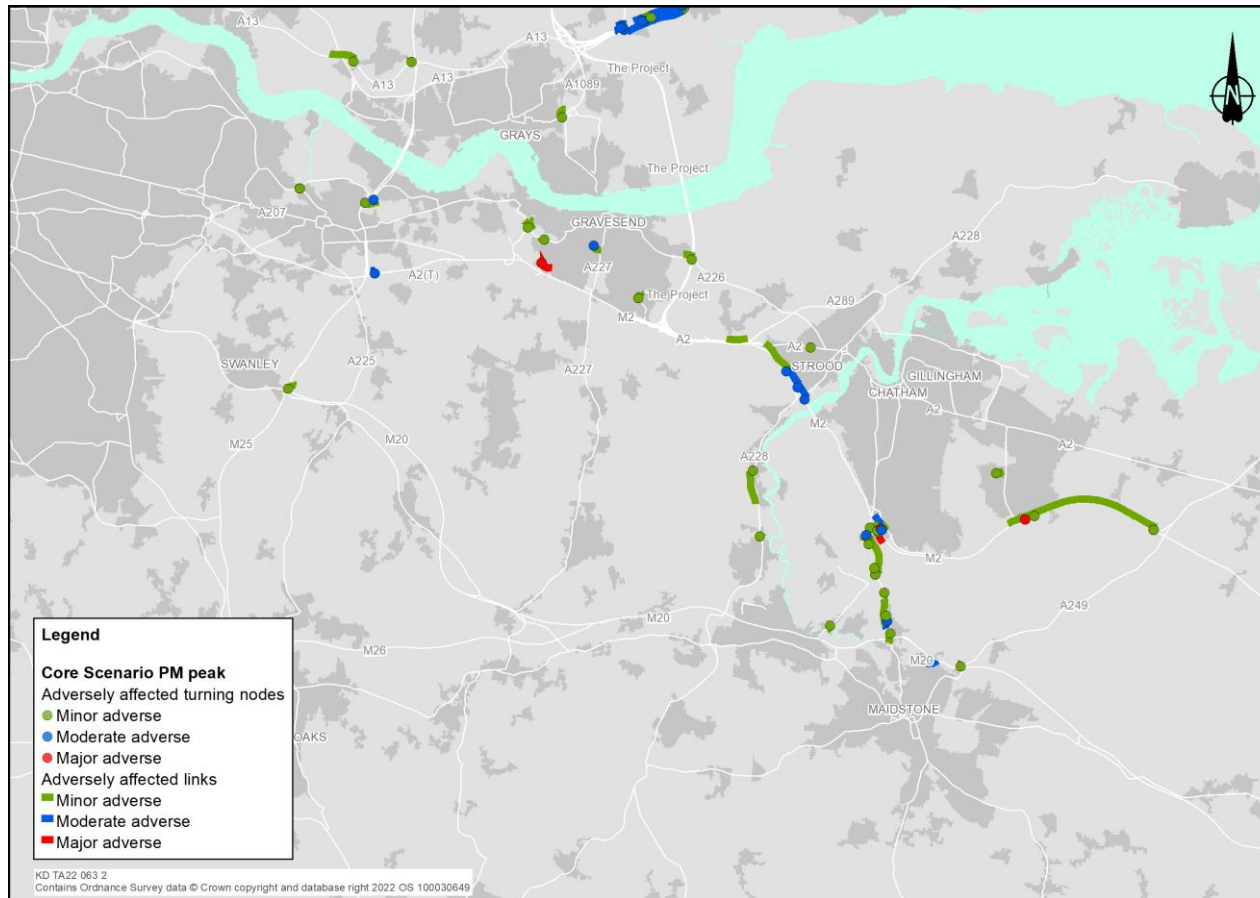 A13
The Project
A13
A13
A1089
GRAYS
The Project
N
A207
GRAVESEND
A228
A2(T)
A227
A226
The Project
A289
M2
A2
A2
STROOD
SWANLEY
A225
A227
GILLINGHAM
CHATHAM
A2
M2
A2
M25
M20
A228
M2
A249
M20
M26
M20
MAIDSTONE
OAKS
Legend
Core Scenario PM peak
Adversely affected turning nodes
Minor adverse
Moderate adverse
Major adverse
Adversely affected links
Minor adverse
Moderate adverse
Major adverse
KD TA22 063 2
Contains Ordnance Survey data © Crown copyright and database right 2022 OS 100030649